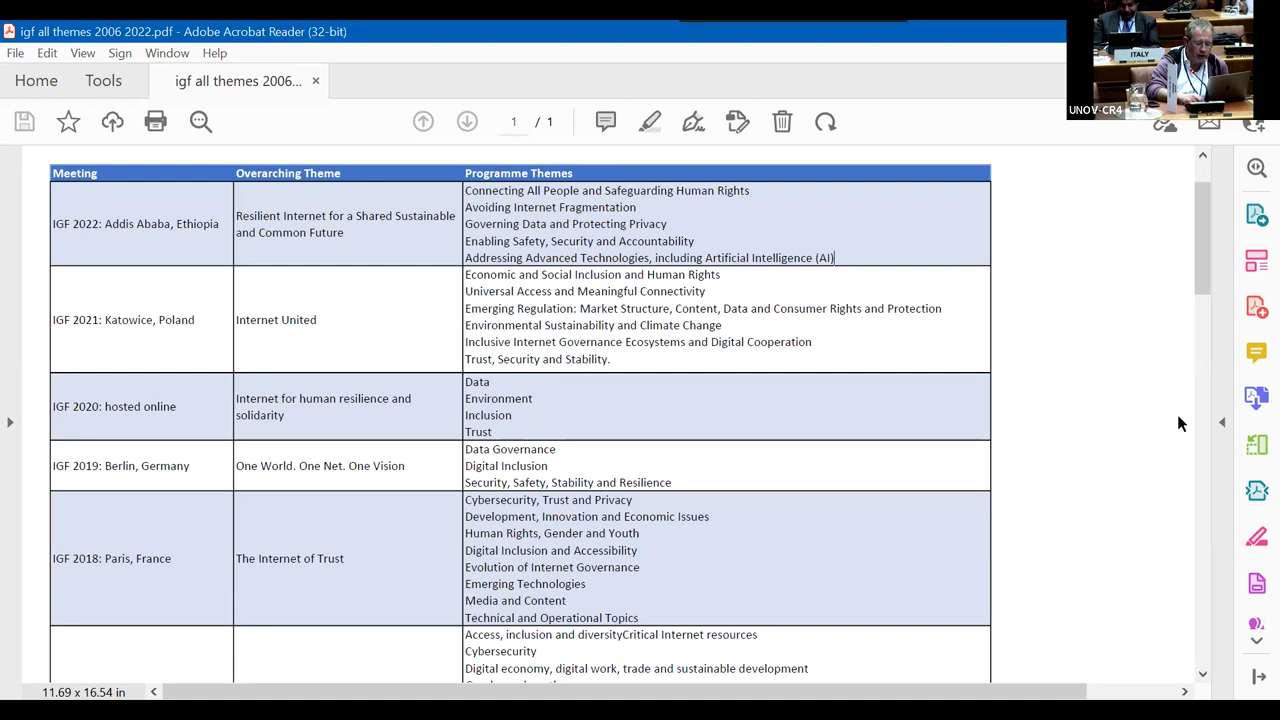 igf all themes 2006 2022.pdf - Adobe Acrobat Reader (32-bit)
File Edit View Sign Window Help
Home Tools igf all themes 2006... ×
1 / 1
ITALY
UNOV-CR4
Meeting Overarching Theme Programme Themes
IGF 2022: Addis Ababa, Ethiopia
Resilient Internet for a Shared Sustainable
and Common Future
Connecting All People and Safeguarding Human Rights
Avoiding Internet Fragmentation
Governing Data and Protecting Privacy
Enabling Safety, Security and Accountability
Addressing Advanced Technologies, including Artificial Intelligence (AI)
IGF 2021: Katowice, Poland
Internet United
Economic and Social Inclusion and Human Rights
Universal Access and Meaningful Connectivity
Emerging Regulation: Market Structure, Content, Data and Consumer Rights and Protection
Environmental Sustainability and Climate Change
Inclusive Internet Governance Ecosystems and Digital Cooperation
Trust, Security and Stability.
IGF 2020: hosted online
Internet for human resilience and
solidarity
Data
Environment
Inclusion
Trust
IGF 2019: Berlin, Germany
One World. One Net. One Vision
Data Governance
Digital Inclusion
Security, Safety, Stability and Resilience
IGF 2018: Paris, France
The Internet of Trust
Cybersecurity, Trust and Privacy
Development, Innovation and Economic Issues
Human Rights, Gender and Youth
Digital Inclusion and Accessibility
Evolution of Internet Governance
Emerging Technologies
Media and Content
Technical and Operational Topics
Access, inclusion and diversityCritical Internet resources
Cybersecurity
Digital economy, digital work, trade and sustainable development
11.69 x 16.54 in